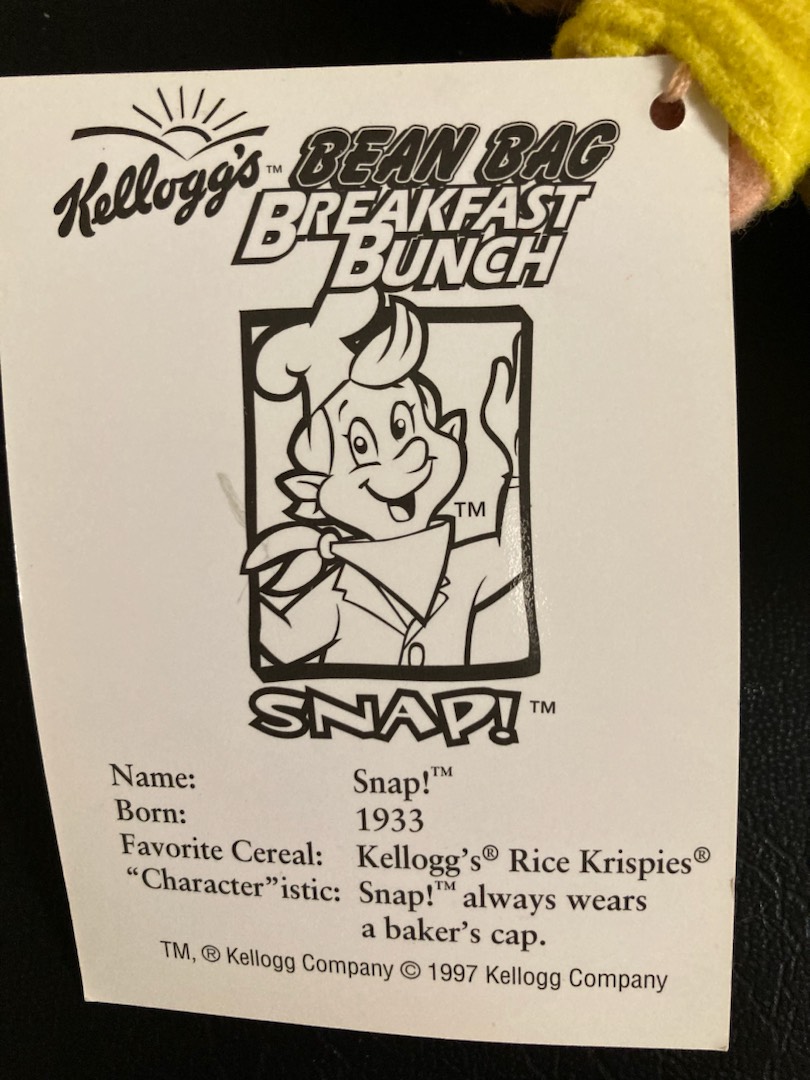 Kellogg's™ BEAN BAG
BREAKFAST
BUNCH
TM
SNAP!™
Name: Snap!™
Born: 1933
Favorite Cereal: Kellogg's® Rice Krispies®
"Character"istic: Snap!™ always wears
a baker's cap.
TM, ® Kellogg Company © 1997 Kellogg Company